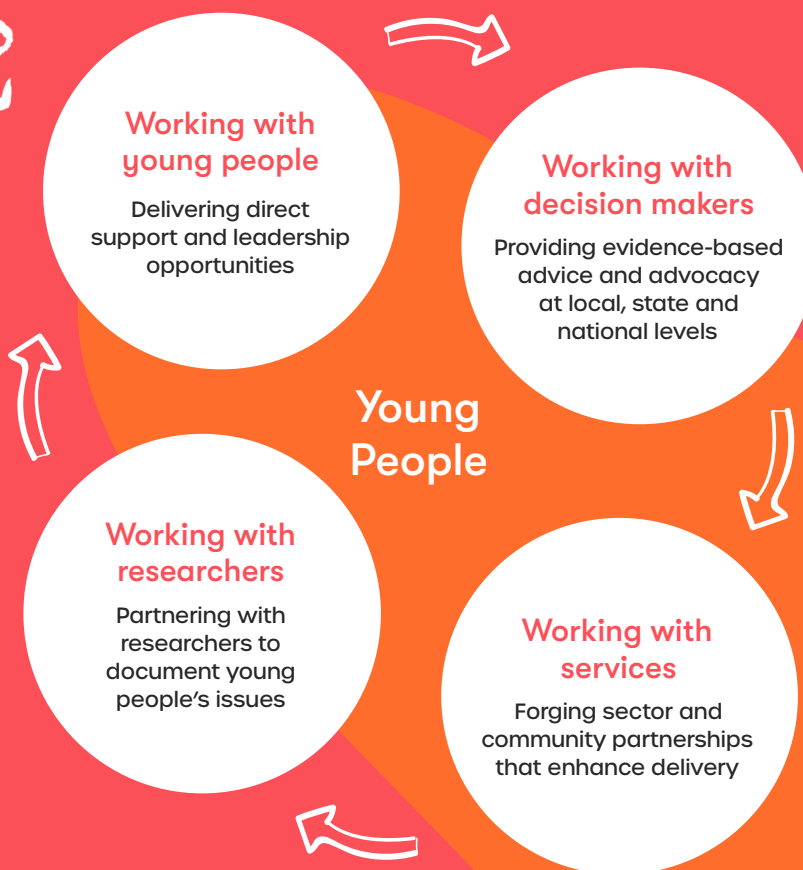 Working with
young people
Delivering direct
support and leadership
opportunities
Working with
decision makers
Providing evidence-based
advice and advocacy
at local, state and
national levels
Young
People
Working with
researchers
Partnering with
researchers to
document young
people's issues
Working with
services
Forging sector and
community partnerships
that enhance delivery